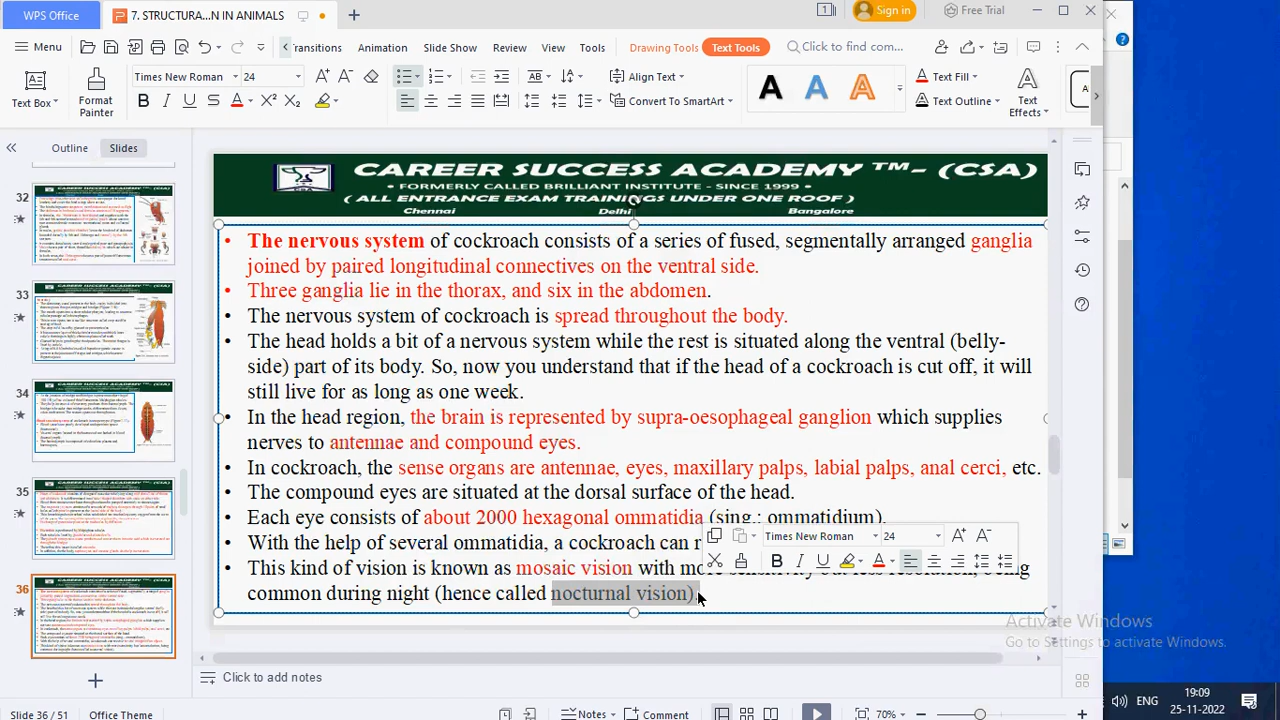 WPS Office
7. STRUCTURA...N IN ANIMALS
Sign in
Free Trial
Menu
Transitions Animation Slide Show Review View Tools Drawing Tools Text Tools Click to find com...
Text Box
Format Painter
Times New Roman 24
Align Text
Convert To SmartArt
Text Fill
Text Outline
Text Effects
Outline Slides
32
33
34
35
36
CAREER SUCCESS ACADEMY ™- (CSA)
• FORMERLY CALLED BRILLIANT INSTITUTE - SINCE 1995
( ALL ENTRANCE EXAM TRAINING CAREER GUIDANCE OF )
Chennai Delhi Bangalore
• The nervous system of cockroach consists of a series of fused, segmentally arranged ganglia
joined by paired longitudinal connectives on the ventral side.
• Three ganglia lie in the thorax, and six in the abdomen.
• The nervous system of cockroach is spread throughout the body.
• The head holds a bit of a nervous system while the rest is situated along the ventral (belly-
side) part of its body. So, now you understand that if the head of a cockroach is cut off, it will
still live for as long as one week.
• In the head region, the brain is represented by supra-oesophageal ganglion which supplies
nerves to antennae and compound eyes.
• In cockroach, the sense organs are antennae, eyes, maxillary palps, labial palps, anal cerci, etc.
• The compound eyes are situated at the dorsal surface of the head.
• Each eye consists of about 2000 hexagonal ommatidia (sing.: ommatidium).
• With the help of several ommatidia, a cockroach can r
• This kind of vision is known as mosaic vision with mo
common during night (hence called nocturnal vision).
w Roman 24
Activate Windows
Go to Settings to activate Windows.
Click to add notes
Slide 36 / 51 Office Theme Notes Comment 70%
ENG
19:09
25-11-2022